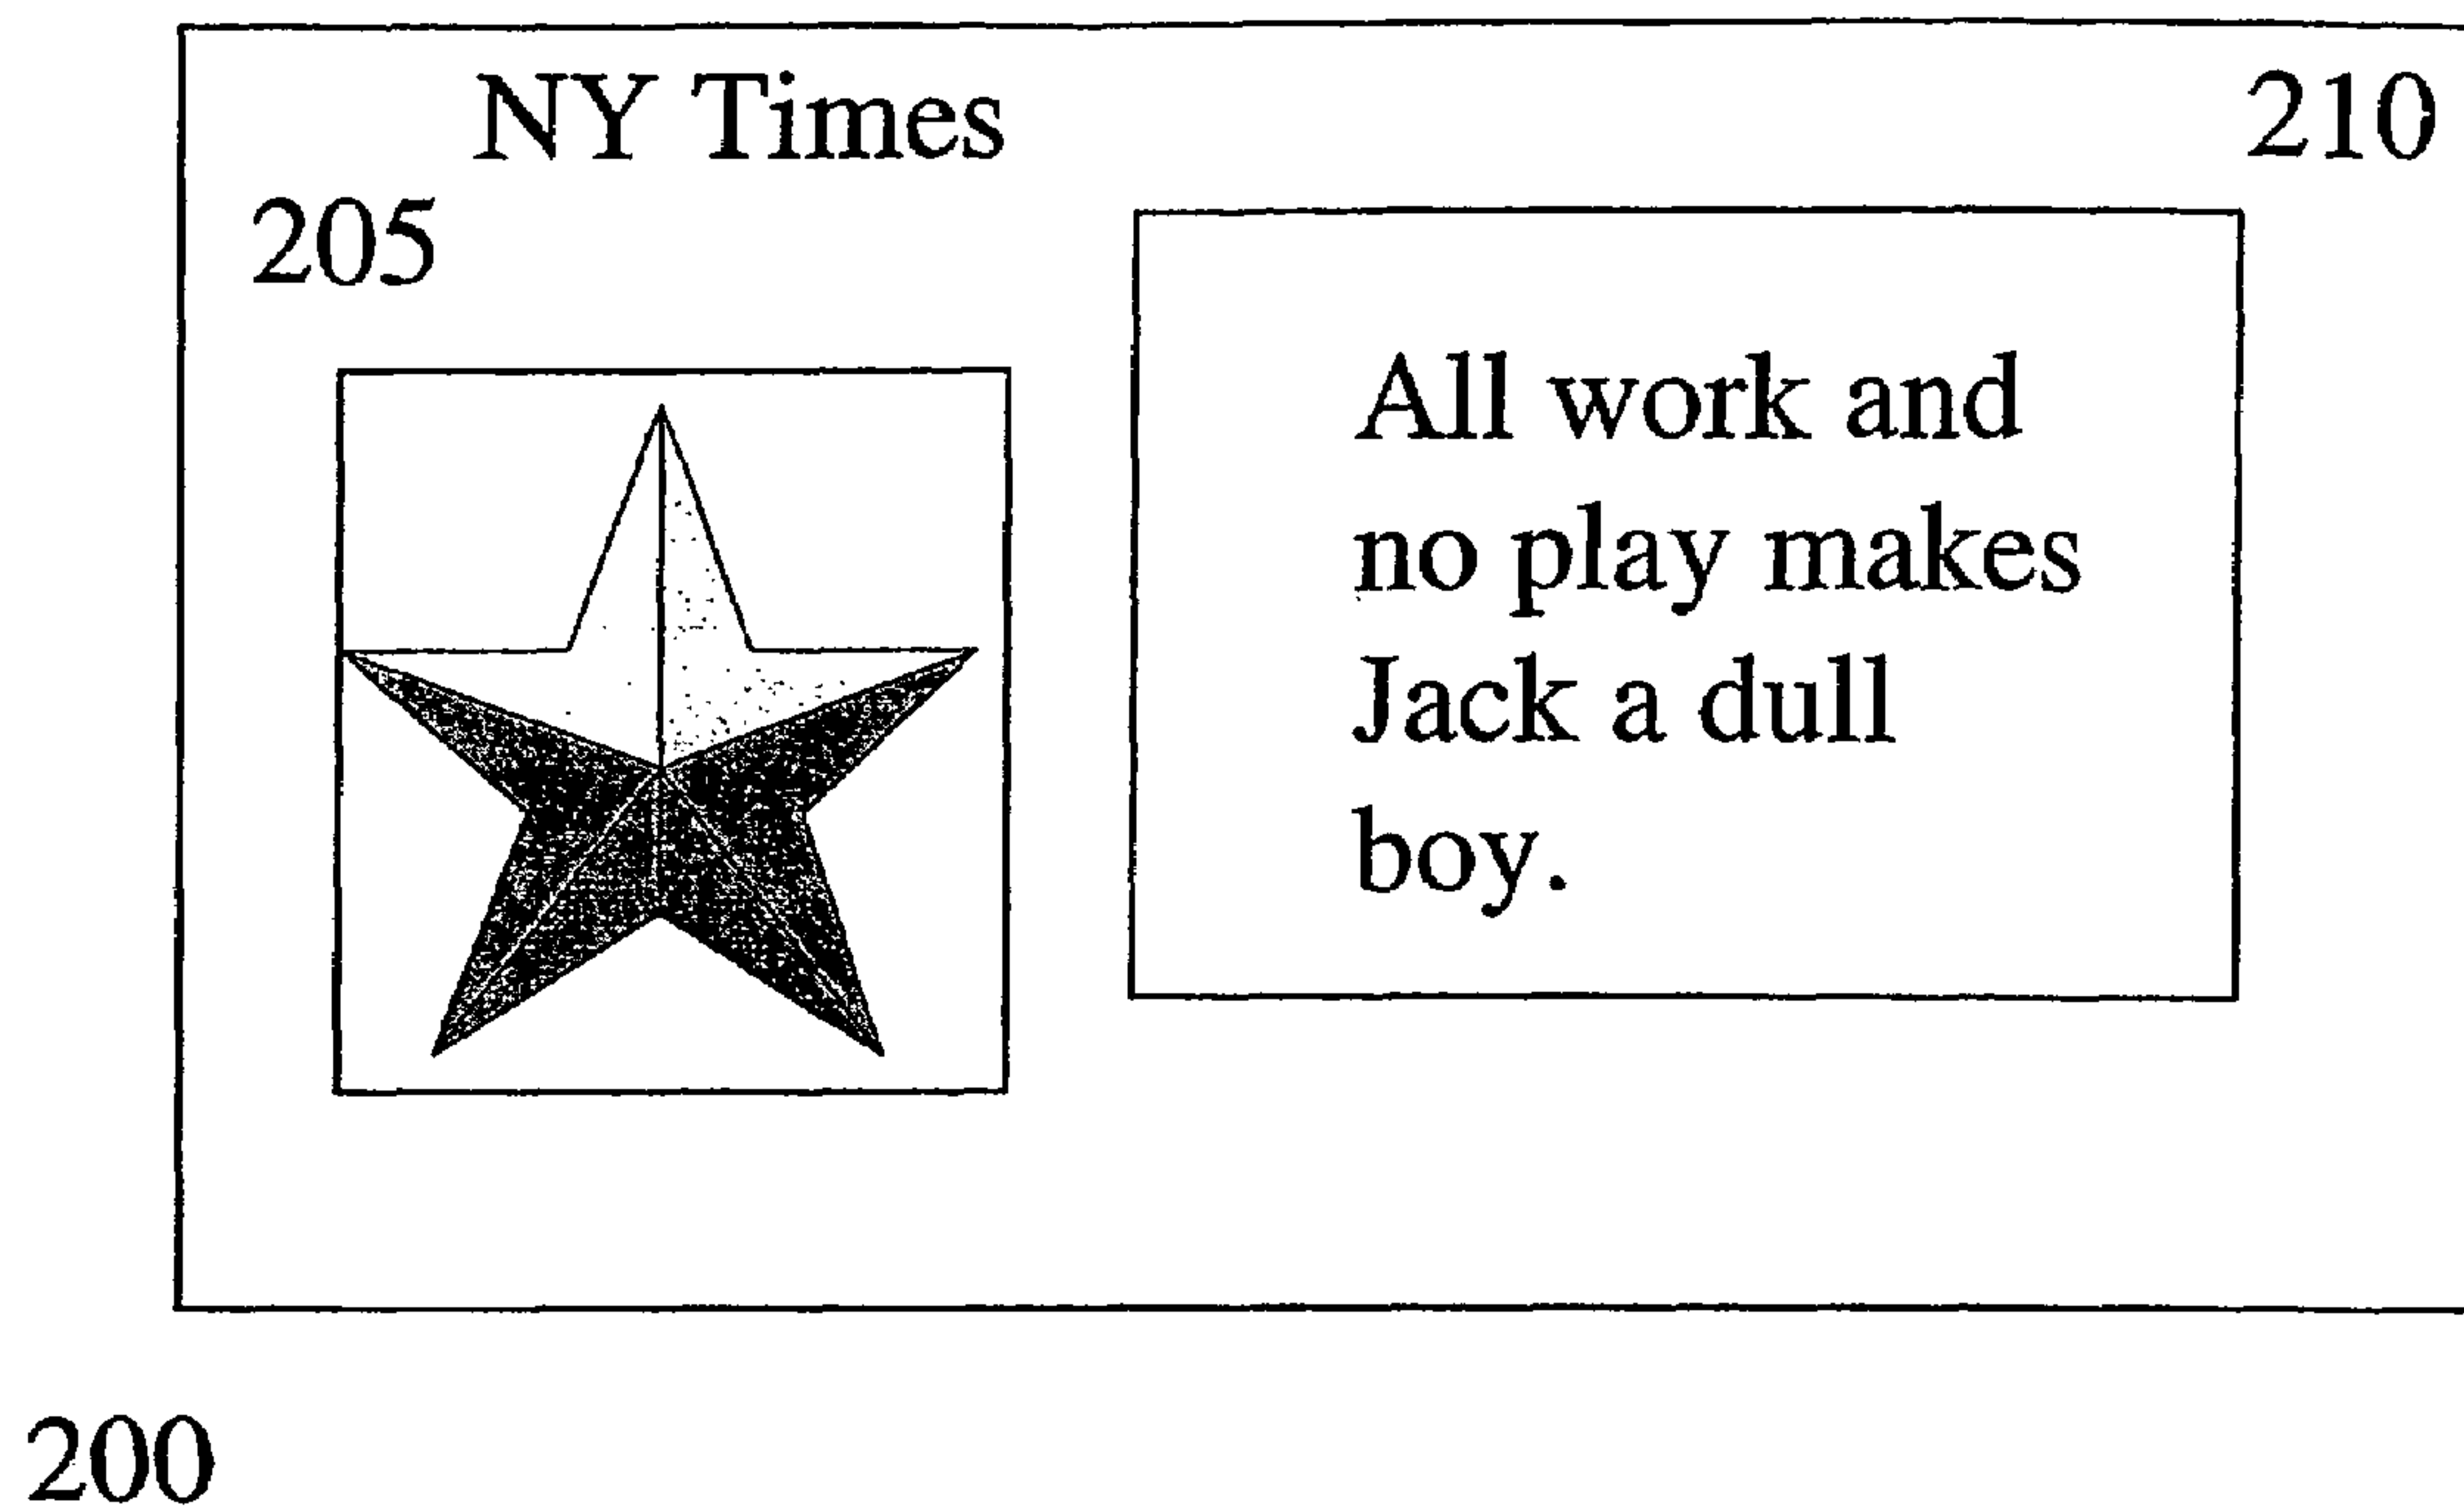 NY Times
210
205
All work and
no play makes
Jack a dull
boy.
200